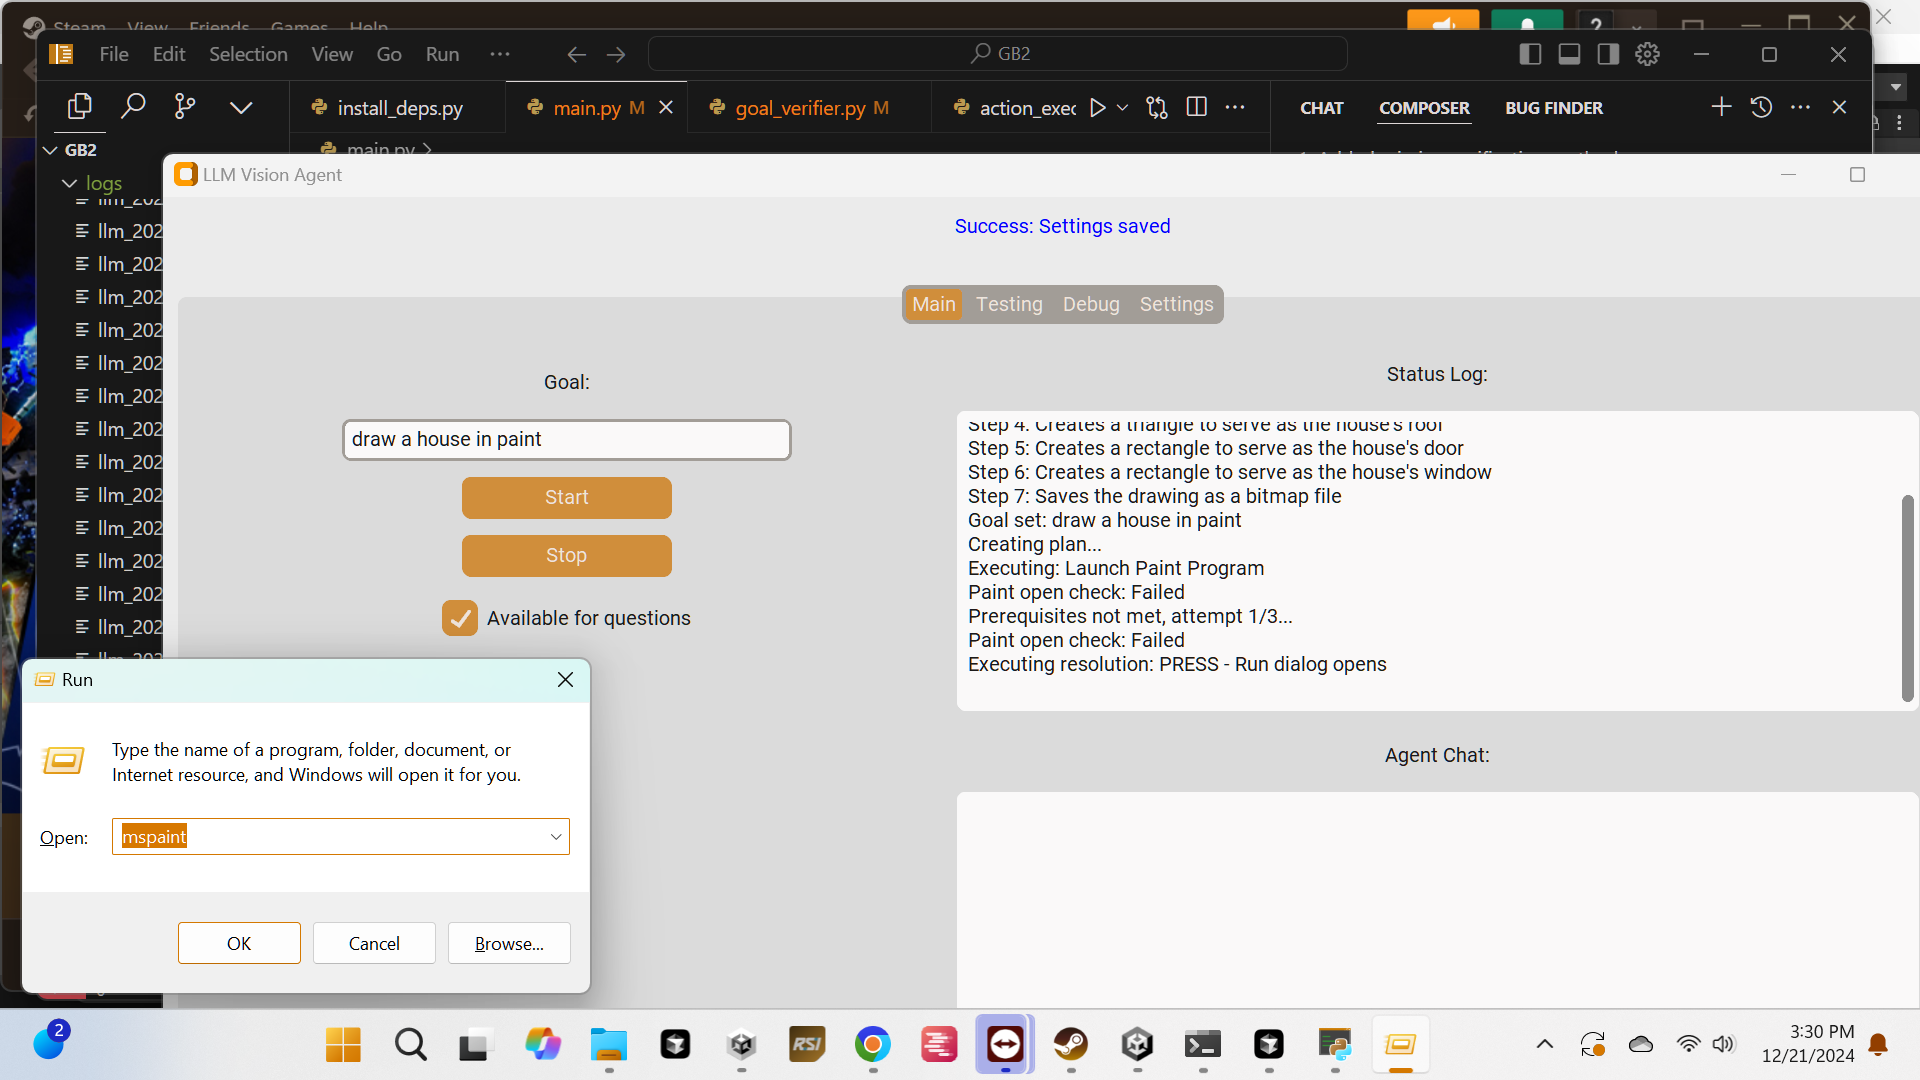 Steam View Friends Games Help
File Edit Selection View Go Run
GB2
install_deps.py
main.py M
goal_verifier.py M
action_exec
CHAT COMPOSER BUG FINDER
GB2
main.py
logs
llm_202
llm_202
llm_202
llm_202
llm_202
llm_202
llm_202
llm_202
llm_202
llm_202
llm_202
llm_202
llm_202
llm_202
LLM Vision Agent
Success: Settings saved
Main Testing Debug Settings
Goal:
draw a house in paint
Start
Stop
Available for questions
Status Log:
Step 4: Creates a triangle to serve as the house's roof
Step 5: Creates a rectangle to serve as the house's door
Step 6: Creates a rectangle to serve as the house's window
Step 7: Saves the drawing as a bitmap file
Goal set: draw a house in paint
Creating plan...
Executing: Launch Paint Program
Paint open check: Failed
Prerequisites not met, attempt 1/3...
Paint open check: Failed
Executing resolution: PRESS - Run dialog opens
Agent Chat:
Run
Type the name of a program, folder, document, or
Internet resource, and Windows will open it for you.
Open: mspaint
OK Cancel Browse...
2
RSI
3:30 PM
12/21/2024